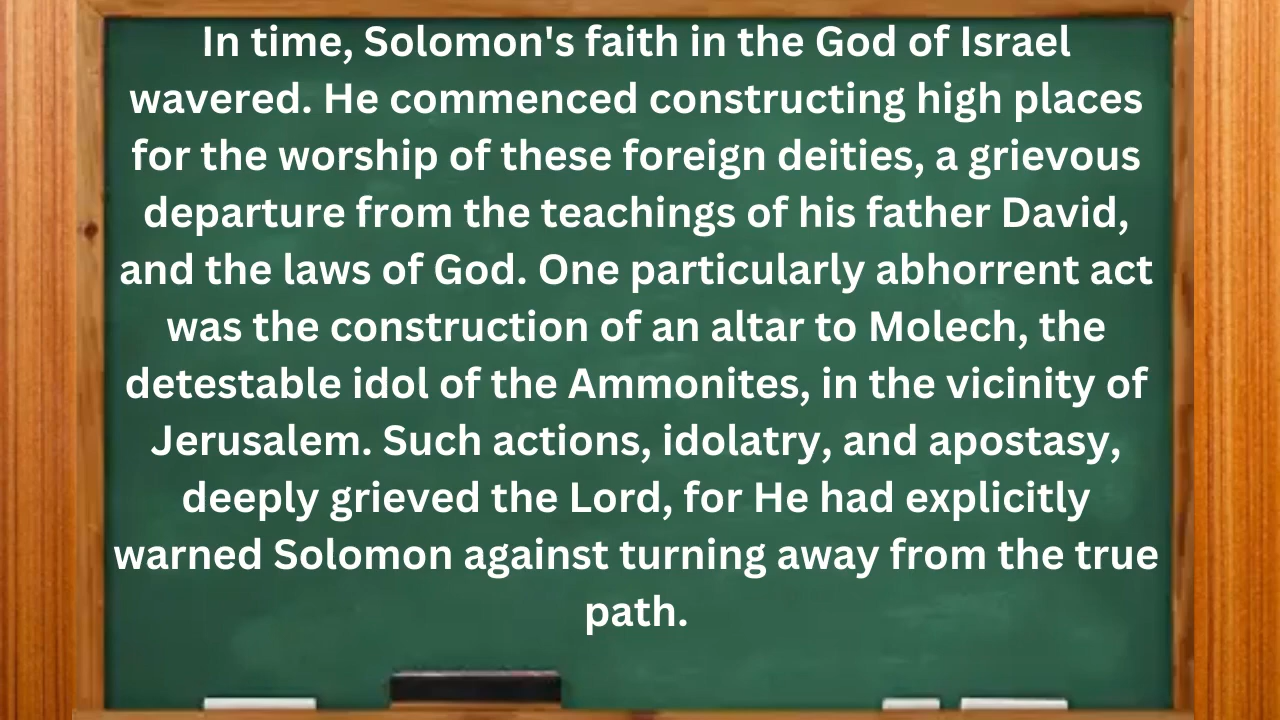 In time, Solomon's faith in the God of Israel
wavered. He commenced constructing high places
for the worship of these foreign deities, a grievous
departure from the teachings of his father David,
and the laws of God. One particularly abhorrent act
was the construction of an altar to Molech, the
detestable idol of the Ammonites, in the vicinity of
Jerusalem. Such actions, idolatry, and apostasy,
deeply grieved the Lord, for He had explicitly
warned Solomon against turning away from the true
path.